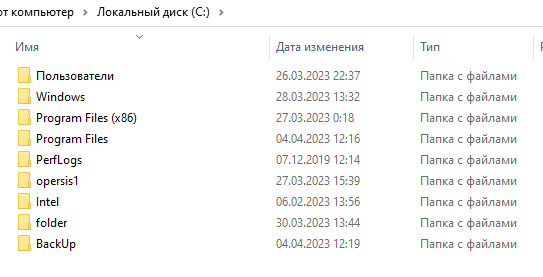 от компьютер > Локальный диск (C:) >
Имя Дата изменения Тип
Пользователи 26.03.2023 22:37 Папка с файлами
Windows 28.03.2023 13:32 Папка с файлами
Program Files (x86) 27.03.2023 0:18 Папка с файлами
Program Files 04.04.2023 12:16 Папка с файлами
PerfLogs 07.12.2019 12:14 Папка с файлами
opersis1 27.03.2023 15:39 Папка с файлами
Intel 06.02.2023 13:56 Папка с файлами
folder 30.03.2023 13:44 Папка с файлами
BackUp 04.04.2023 12:19 Папка с файлами